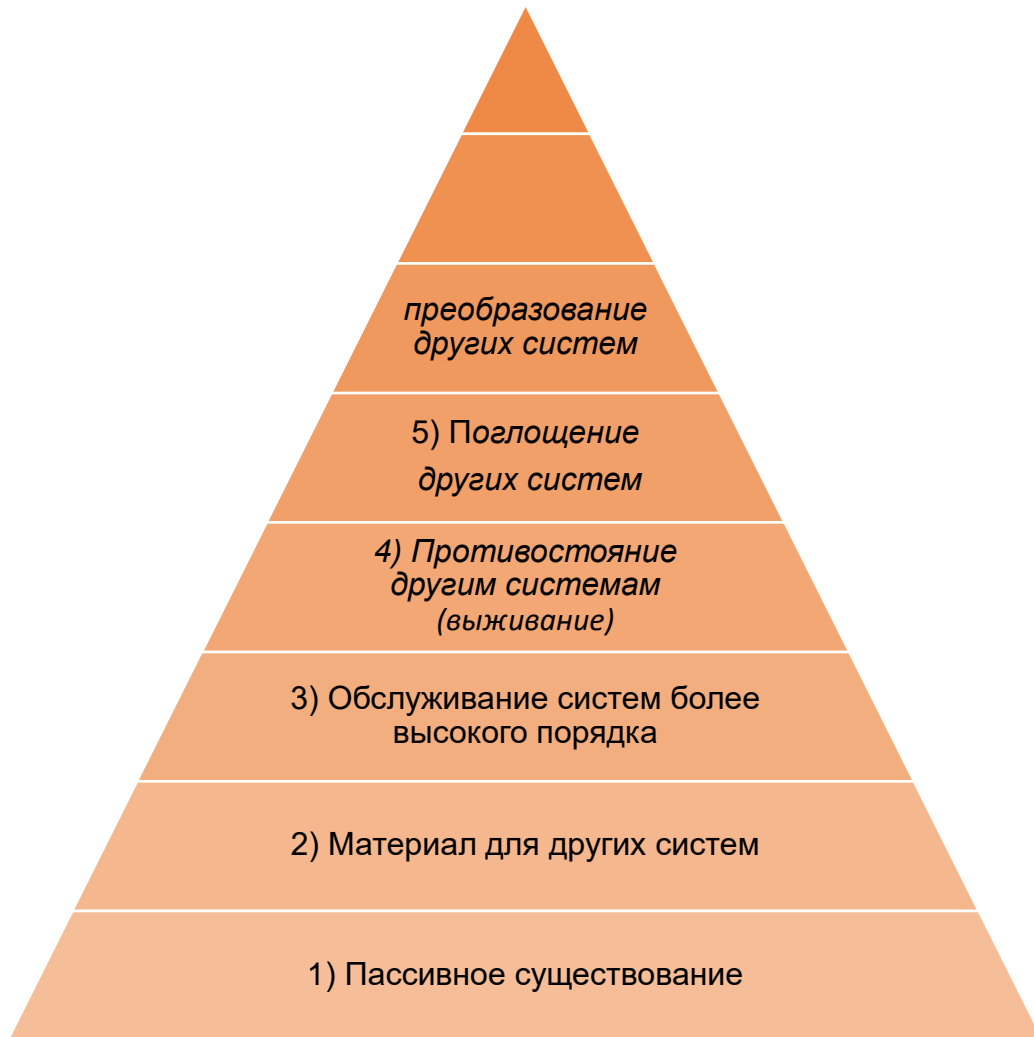 преобразование
других систем
5) Поглощение
других систем
4) Противостояние
другим системам
(выживание)
3) Обслуживание систем более
высокого порядка
2) Материал для других систем
1) Пассивное существование